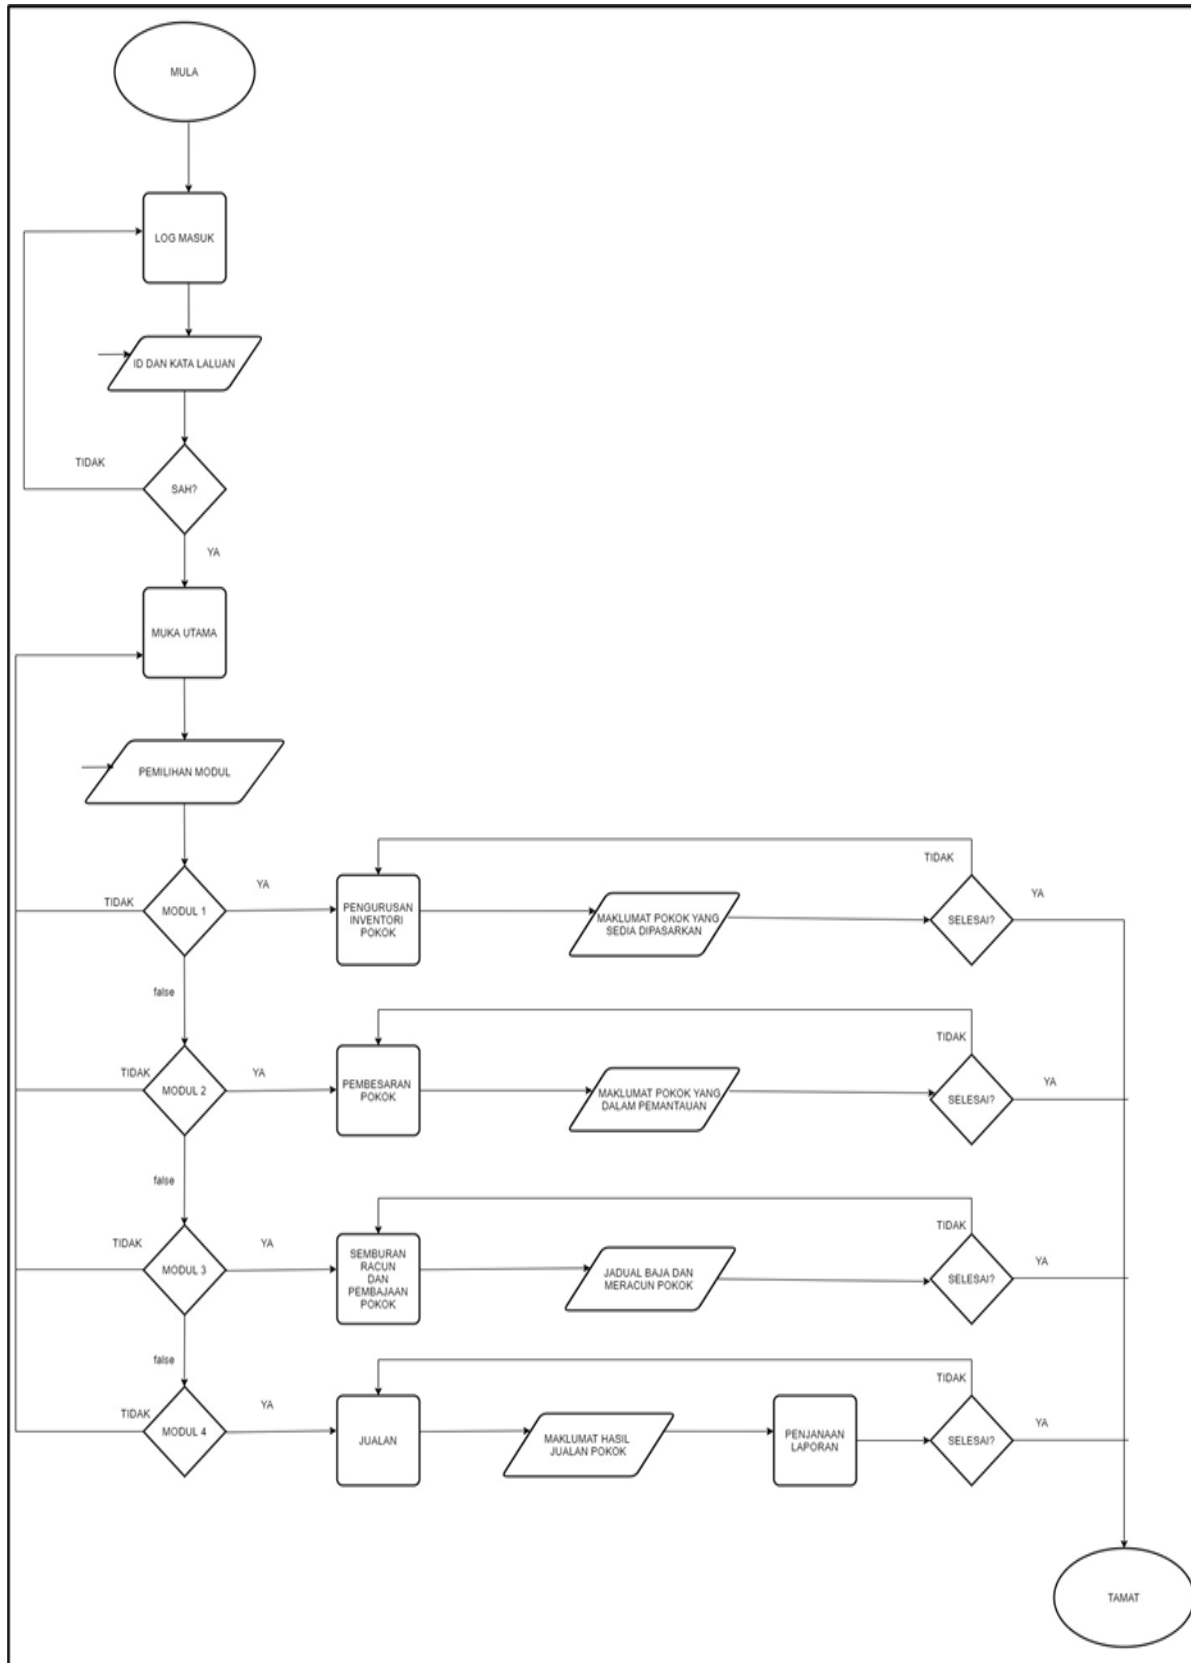 MULA
LOG MASUK
ID DAN KATA LALUAN
TIDAK
SAH?
YA
MUKA UTAMA
PEMILIHAN MODUL
TIDAK
MODUL 1
YA
PENGURUSAN
INVENTORI
POKOK
MAKLUMAT POKOK YANG
SEDIA DIPASARKAN
TIDAK
SELESAI?
YA
false
TIDAK
MODUL 2
YA
PEMBESARAN
POKOK
MAKLUMAT POKOK YANG
DALAM PEMANTAUAN
TIDAK
SELESAI?
YA
false
TIDAK
MODUL 3
YA
SEMBURAN
RACUN
DAN
PEMBAJAAN
POKOK
JADUAL BAJA DAN
MERACUN POKOK
TIDAK
SELESAI?
YA
false
TIDAK
MODUL 4
YA
JUALAN
MAKLUMAT HASIL
JUALAN POKOK
PENJANAAN
LAPORAN
TIDAK
SELESAI?
YA
TAMAT